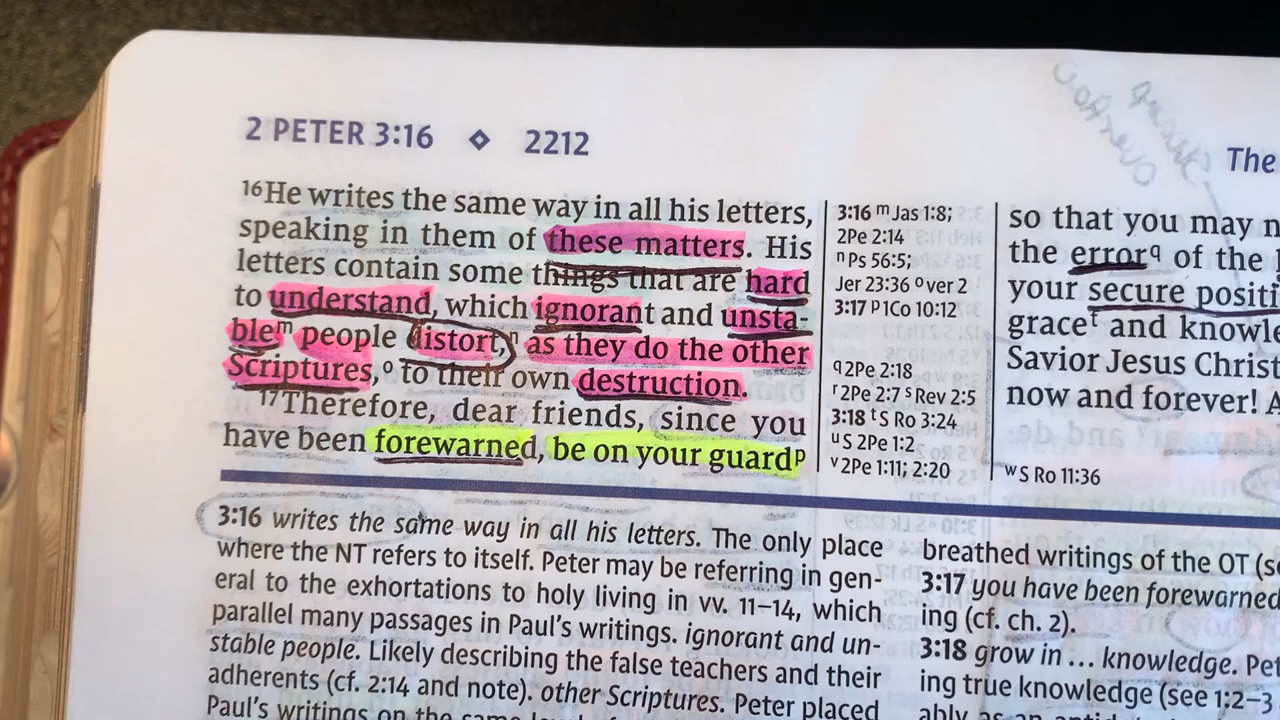 2 PETER 3:16 ◇ 2212
The
¹⁶He writes the same way in all his letters,
speaking in them of these matters. His
letters contain some things that are hard
to understand, which ignorant and unsta-
bleᵐ people distort,ⁿ as they do the other
Scriptures,ᵒ to their own destruction.
¹⁷Therefore, dear friends, since you
have been forewarned, be on your guardᵖ
3:16 ᵐ Jas 1:8;
2Pe 2:14
ⁿ Ps 56:5;
Jer 23:36 ᵒ ver 2
3:17 ᵖ 1Co 10:12
q 2Pe 2:18
ʳ 2Pe 2:7 ˢ Rev 2:5
3:18 ᵗ S Ro 3:24
ᵘ S 2Pe 1:2
ᵛ 2Pe 1:11; 2:20
so that you may
the errorq of the
your secure positi
grace and knowle
Savior Jesus Christ
now and forever! A
ʷ S Ro 11:36
3:16 writes the same way in all his letters. The only place
where the NT refers to itself. Peter may be referring in gen-
eral to the exhortations to holy living in vv. 11–14, which
parallel many passages in Paul's writings. ignorant and un-
stable people. Likely describing the false teachers and their
adherents (cf. 2:14 and note). other Scriptures. Peter placed
Paul's writings on the same
breathed writings of the OT
3:17 you have been forewarned
ing (cf. ch. 2).
3:18 grow in ... knowledge. Pet
ing true knowledge (see 1:2–3